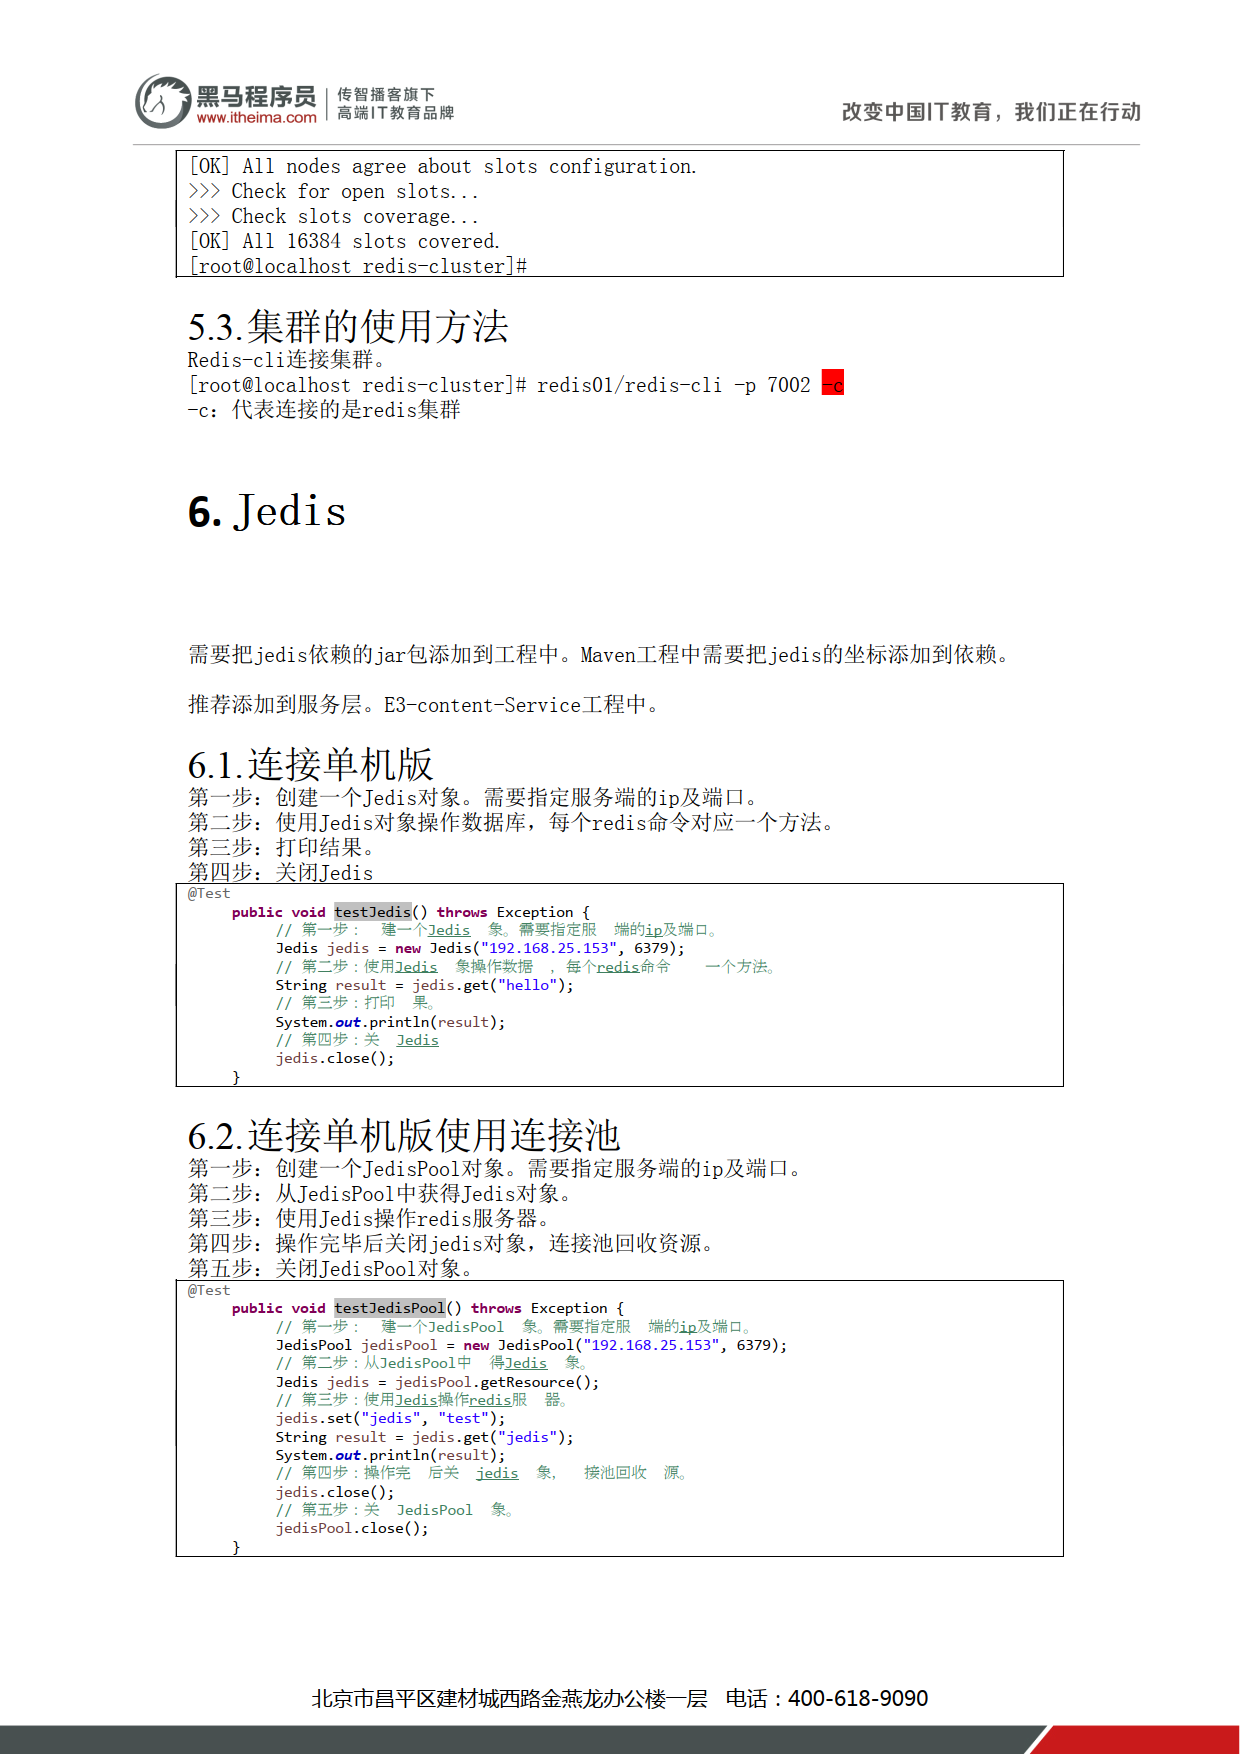 黑马程序员
www.itheima.com
传智播客旗下
高端IT教育品牌
改变中国IT教育，我们正在行动
[OK] All nodes agree about slots configuration.
>>> Check for open slots...
>>> Check slots coverage...
[OK] All 16384 slots covered.
[root@localhost redis-cluster]#
5.3.集群的使用方法
Redis-cli连接集群。
[root@localhost redis-cluster]# redis01/redis-cli -p 7002 -c
-c：代表连接的是redis集群
6. Jedis
需要把jedis依赖的jar包添加到工程中。Maven工程中需要把jedis的坐标添加到依赖。
推荐添加到服务层。E3-content-Service工程中。
6.1.连接单机版
第一步：创建一个Jedis对象。需要指定服务端的ip及端口。
第二步：使用Jedis对象操作数据库，每个redis命令对应一个方法。
第三步：打印结果。
第四步：关闭Jedis
@Test
public void testJedis() throws Exception {
// 第一步：  建一个Jedis  象。需要指定服  端的ip及端口。
Jedis jedis = new Jedis("192.168.25.153", 6379);
// 第二步：使用Jedis  象操作数据  ，每个redis命令    一个方法。
String result = jedis.get("hello");
// 第三步：打印  果。
System.out.println(result);
// 第四步：关  Jedis
jedis.close();
}
6.2.连接单机版使用连接池
第一步：创建一个JedisPool对象。需要指定服务端的ip及端口。
第二步：从JedisPool中获得Jedis对象。
第三步：使用Jedis操作redis服务器。
第四步：操作完毕后关闭jedis对象，连接池回收资源。
第五步：关闭JedisPool对象。
@Test
public void testJedisPool() throws Exception {
// 第一步：  建一个JedisPool  象。需要指定服  端的ip及端口。
JedisPool jedisPool = new JedisPool("192.168.25.153", 6379);
// 第二步：从JedisPool中  得Jedis  象。
Jedis jedis = jedisPool.getResource();
// 第三步：使用Jedis操作redis服  器。
jedis.set("jedis", "test");
String result = jedis.get("jedis");
System.out.println(result);
// 第四步：操作完  后关  jedis  象，  接池回收  源。
jedis.close();
// 第五步：关  JedisPool  象。
jedisPool.close();
}
北京市昌平区建材城西路金燕龙办公楼一层  电话：400-618-9090